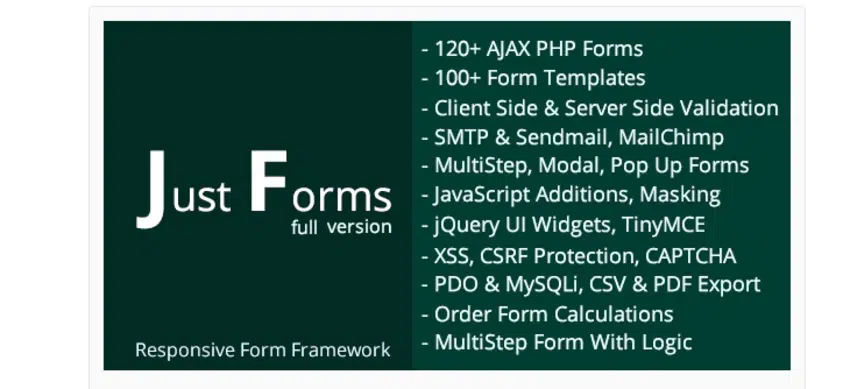 Just Forms
full version
Responsive Form Framework
- 120+ AJAX PHP Forms
- 100+ Form Templates
- Client Side & Server Side Validation
- SMTP & Sendmail, MailChimp
- MultiStep, Modal, Pop Up Forms
- JavaScript Additions, Masking
- jQuery UI Widgets, TinyMCE
- XSS, CSRF Protection, CAPTCHA
- PDO & MySQLi, CSV & PDF Export
- Order Form Calculations
- MultiStep Form With Logic